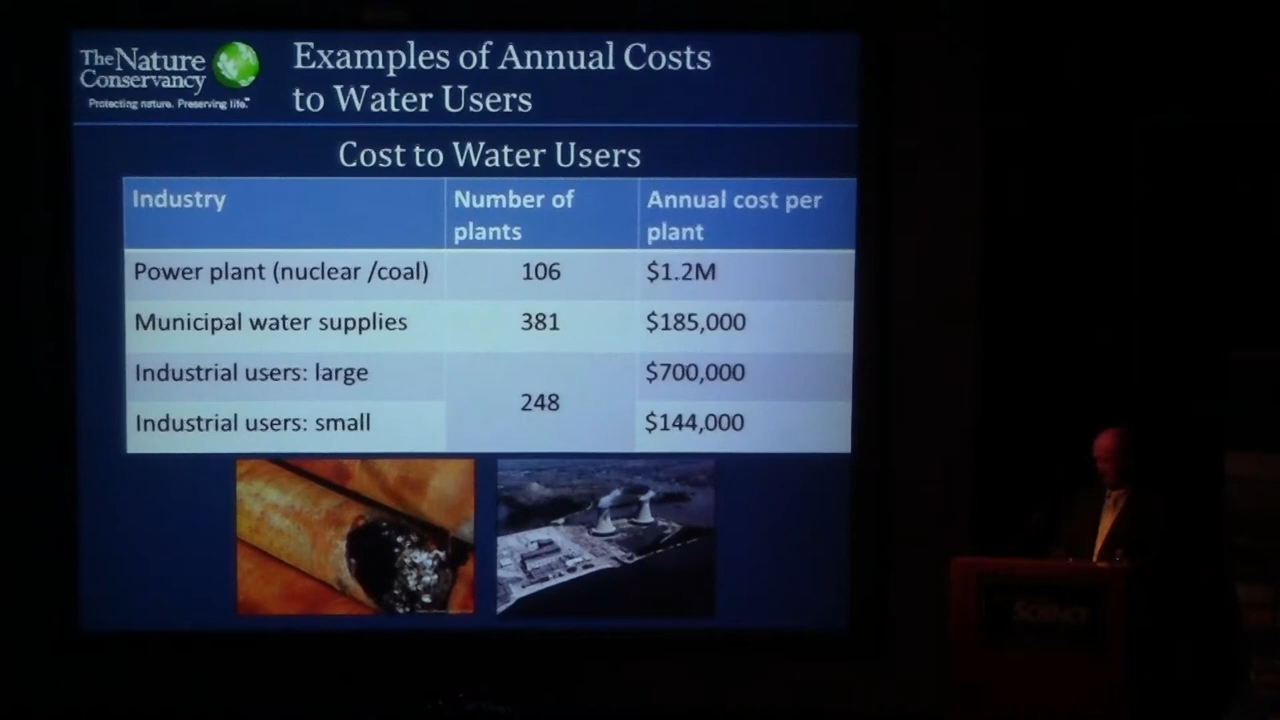 The Nature
Conservancy
Protecting nature. Preserving life.™
Examples of Annual Costs
to Water Users
Cost to Water Users
Industry
Number of plants
Annual cost per plant
Power plant (nuclear /coal)
106
$1.2M
Municipal water supplies
381
$185,000
Industrial users: large
248
$700,000
Industrial users: small
$144,000
SCIENCE